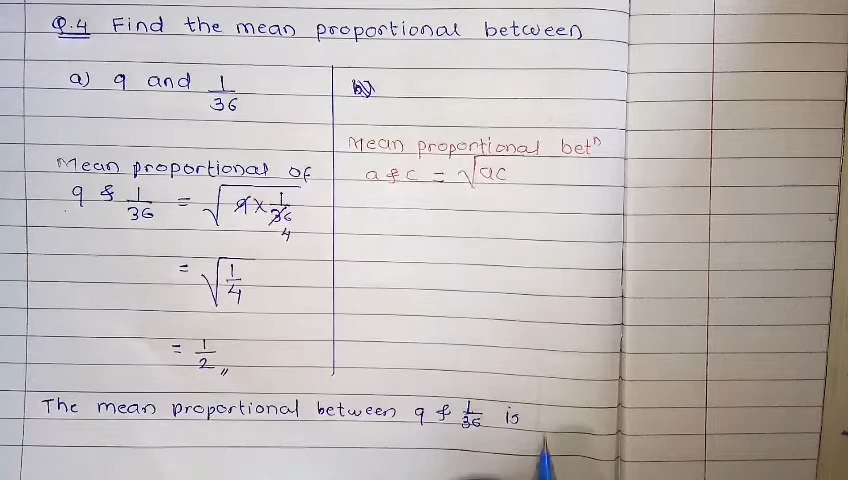 Q.4 Find the mean proportional between
a) 9 and 1/36
Mean proportional of
9 & 1/36 = √(9 × 1/36)
4
= √(1/4)
= 1/2 ,,
b)
Mean proportional betⁿ
a & c = √ac
The mean proportional between 9 & 1/36 is